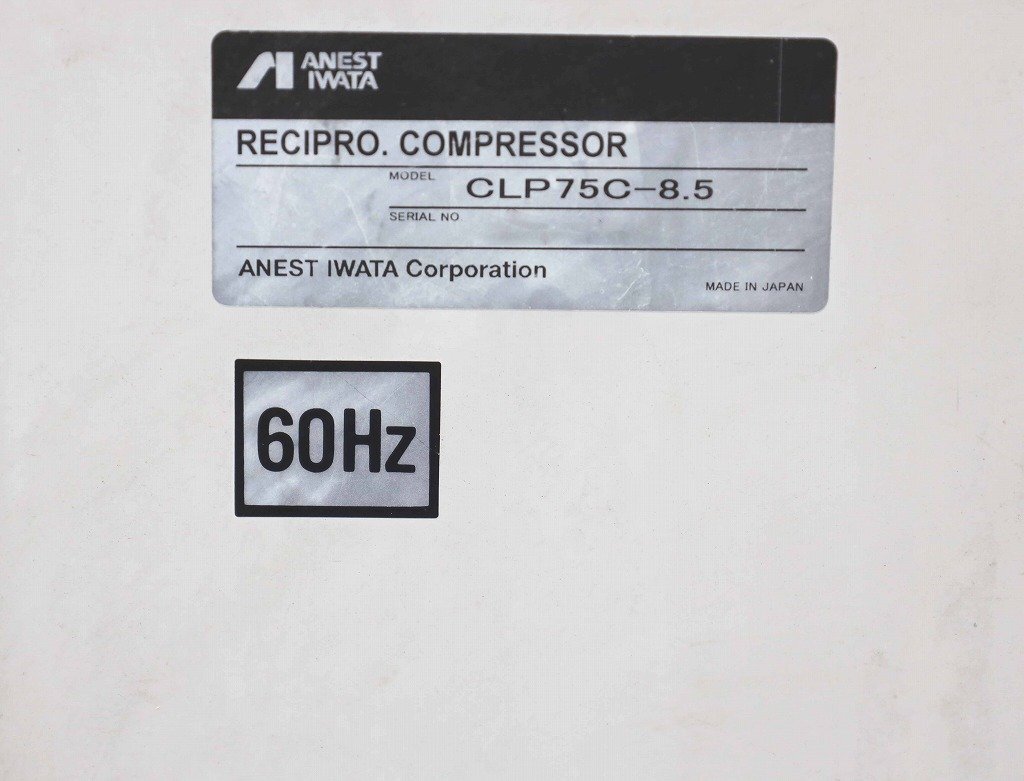 ANEST
IWATA
RECIPRO. COMPRESSOR
MODEL CLP75C-8.5
SERIAL NO
ANEST IWATA Corporation
MADE IN JAPAN
60Hz